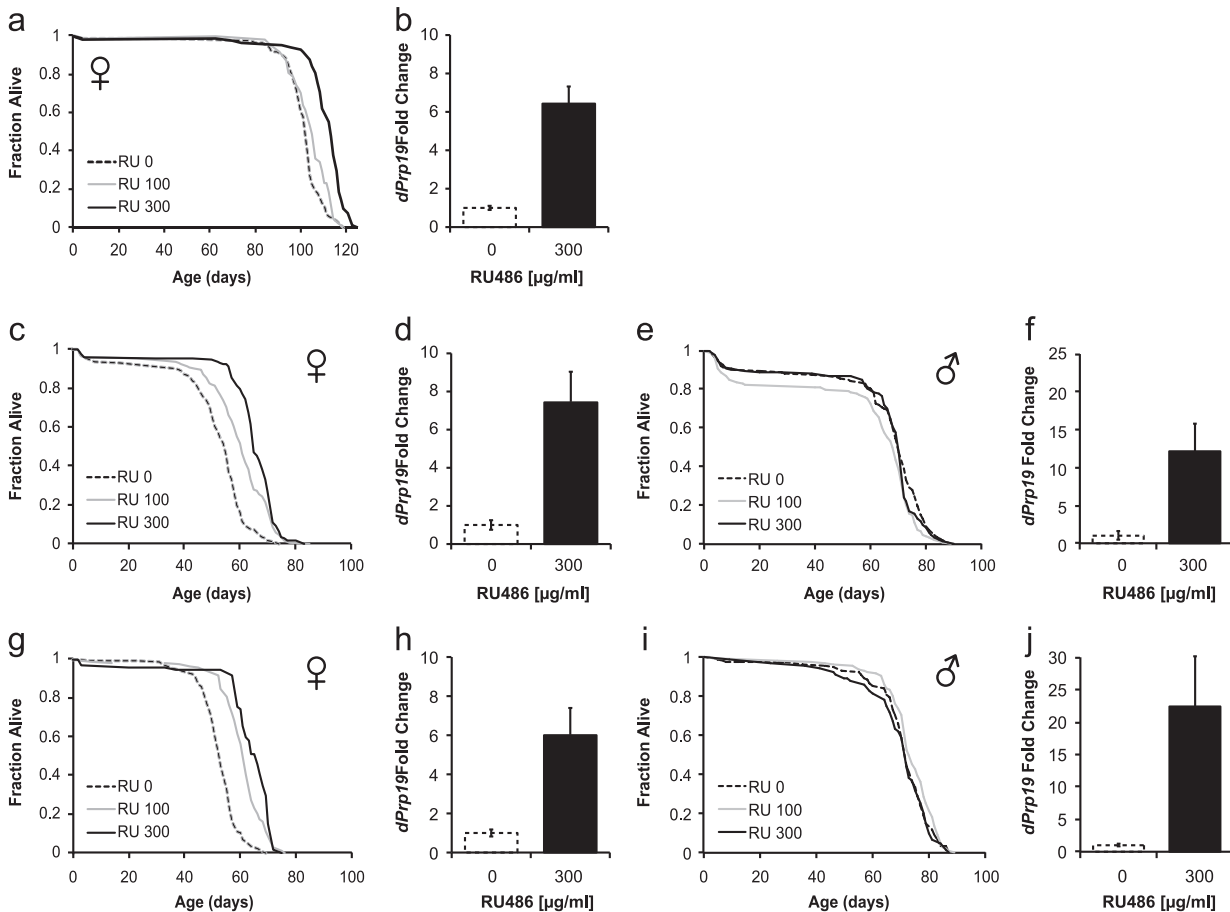 a
1
0.8
0.6
0.4
0.2
0
Fraction Alive
♀
RU 0
RU 100
RU 300
0 20 40 60 80 100 120
Age (days)
b
10
8
6
4
2
0
dPrp19Fold Change
0 300
RU486 [µg/ml]
c
1
0.8
0.6
0.4
0.2
0
Fraction Alive
♀
RU 0
RU 100
RU 300
0 20 40 60 80 100
Age (days)
d
10
8
6
4
2
0
dPrp19Fold Change
0 300
RU486 [µg/ml]
e
1
0.8
0.6
0.4
0.2
0
Fraction Alive
♂
RU 0
RU 100
RU 300
0 20 40 60 80 100
Age (days)
f
25
20
15
10
5
0
dPrp19 Fold Change
0 300
RU486 [µg/ml]
g
1
0.8
0.6
0.4
0.2
0
Fraction Alive
♀
RU 0
RU 100
RU 300
0 20 40 60 80 100
Age (days)
h
10
8
6
4
2
0
dPrp19Fold Change
0 300
RU486 [µg/ml]
i
1
0.8
0.6
0.4
0.2
0
Fraction Alive
♂
RU 0
RU 100
RU 300
0 20 40 60 80 100
Age (days)
j
30
25
20
15
10
5
0
dPrp19 Fold Change
0 300
RU486 [µg/ml]